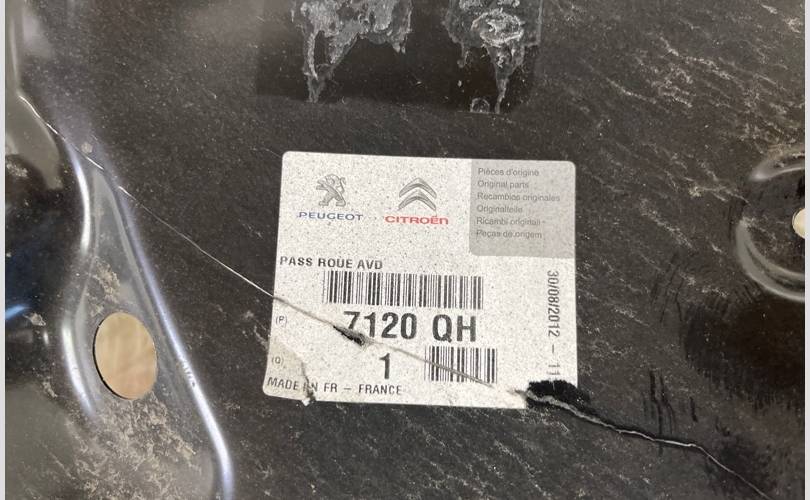 PEUGEOT CITROËN
Pièces d'origine
Original parts
Recambios originales
Originalteile
Ricambi originali
Peças de origem
PASS ROUE AVD
(P) 7120 QH
(Q) 1
MADE IN FR – FRANCE
30/08/2012 – 11